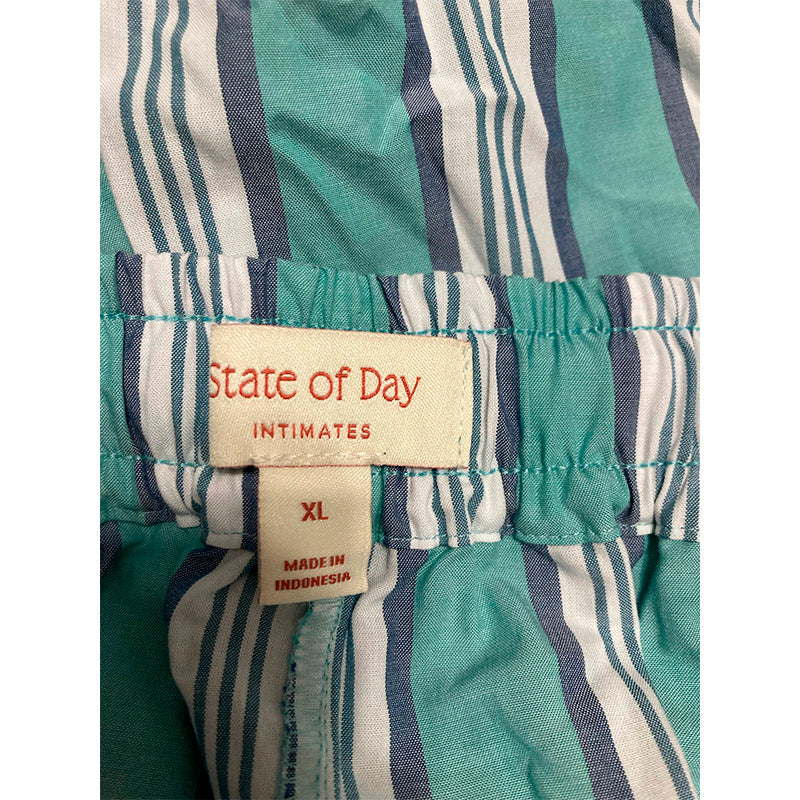 State of Day
INTIMATES
XL
MADE IN
INDONESIA